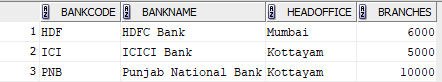 BANKCODE BANKNAME HEADOFFICE BRANCHES
1 HDF HDFC Bank Mumbai 6000
2 ICI ICICI Bank Kottayam 5000
3 PNB Punjab National Bank Kottayam 10000